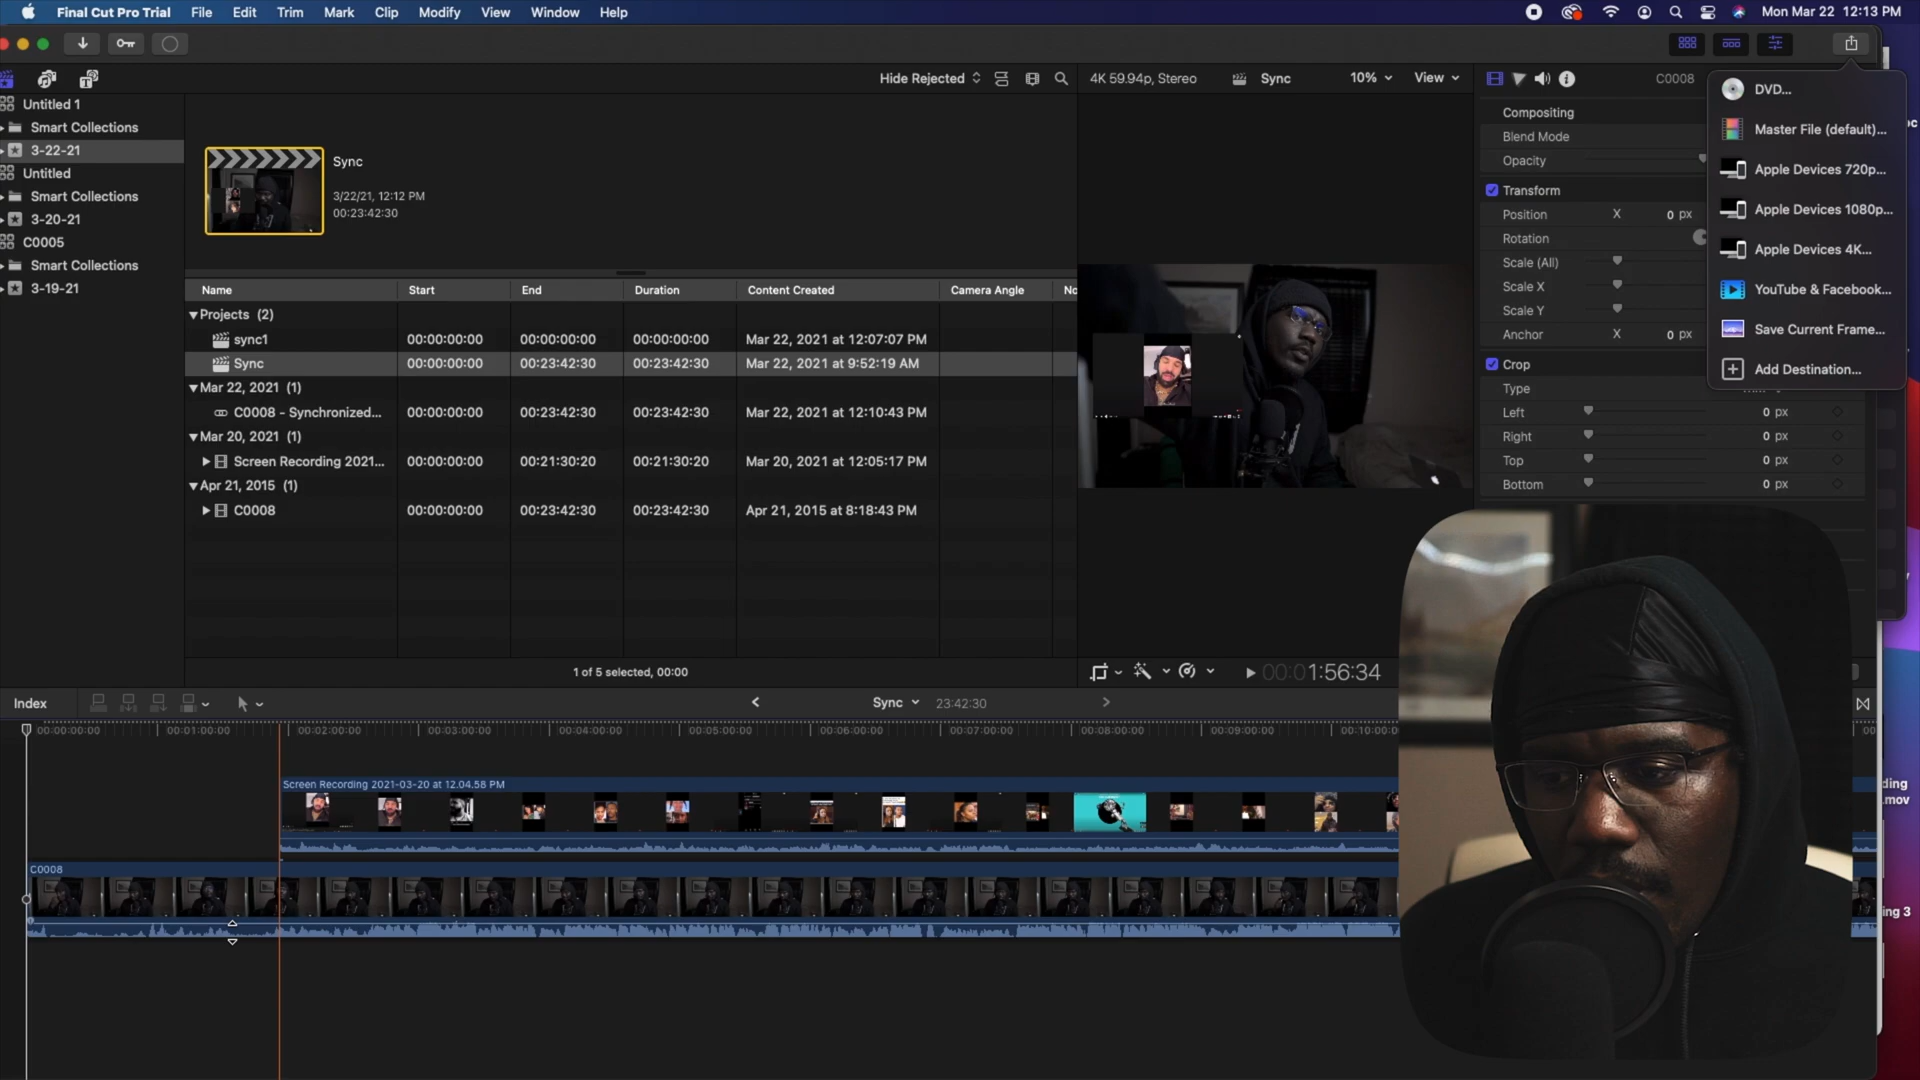 Final Cut Pro Trial File Edit Trim Mark Clip Modify View Window Help Mon Mar 22 12:13 PM
Hide Rejected
4K 59.94p, Stereo Sync 10% View
C0008
Untitled 1
Smart Collections
3-22-21
Untitled
Smart Collections
3-20-21
C0005
Smart Collections
3-19-21
Sync
3/22/21, 12:12 PM
00:23:42:30
Name Start End Duration Content Created Camera Angle No
Projects (2)
sync1 00:00:00:00 00:00:00:00 00:00:00:00 Mar 22, 2021 at 12:07:07 PM
Sync 00:00:00:00 00:23:42:30 00:23:42:30 Mar 22, 2021 at 9:52:19 AM
Mar 22, 2021 (1)
C0008 - Synchronized... 00:00:00:00 00:23:42:30 00:23:42:30 Mar 22, 2021 at 12:10:43 PM
Mar 20, 2021 (1)
Screen Recording 2021... 00:00:00:00 00:21:30:20 00:21:30:20 Mar 20, 2021 at 12:05:17 PM
Apr 21, 2015 (1)
C0008 00:00:00:00 00:23:42:30 00:23:42:30 Apr 21, 2015 at 8:18:43 PM
1 of 5 selected, 00:00
00:01:56:34
Compositing
Blend Mode
Opacity
Transform
Position X 0 px
Rotation
Scale (All)
Scale X
Scale Y
Anchor X 0 px
Crop
Type
Left 0 px
Right 0 px
Top 0 px
Bottom 0 px
DVD...
Master File (default)...
Apple Devices 720p...
Apple Devices 1080p...
Apple Devices 4K...
YouTube & Facebook...
Save Current Frame...
Add Destination...
Index Sync 23:42:30
00:00:00:00 00:01:00:00 00:02:00:00 00:03:00:00 00:04:00:00 00:05:00:00 00:06:00:00 00:07:00:00 00:08:00:00 00:09:00:00 00:10:00:0
Screen Recording 2021-03-20 at 12.04.58 PM
C0008
ding
.mov
ing 3